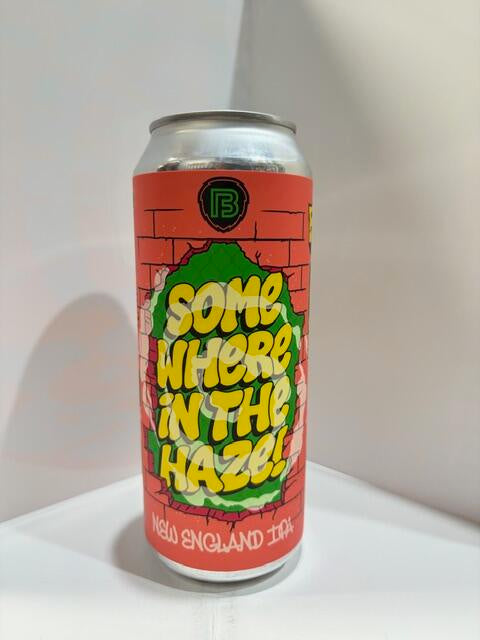 B
SOME
WHERE
IN THE
HAZE!
NEW ENGLAND IPA